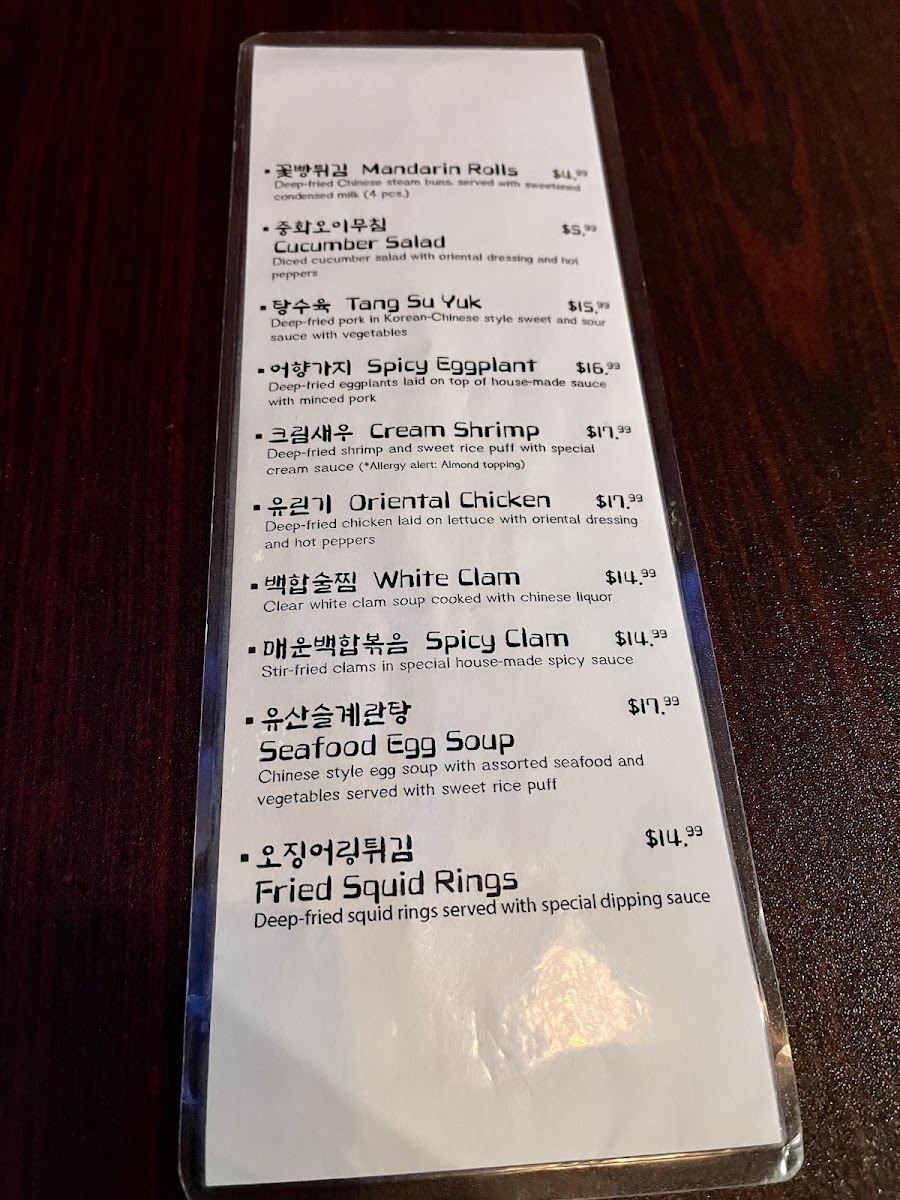 ▪ 꽃빵튀김 Mandarin Rolls $4.99
Deep-fried Chinese steam buns, served with sweetened
condensed milk (4 pcs.)
▪ 중화오이무침 $5.99
Cucumber Salad
Diced cucumber salad with oriental dressing and hot
peppers
▪ 탕수육 Tang Su Yuk $15.99
Deep-fried pork in Korean-Chinese style sweet and sour
sauce with vegetables
▪ 어향가지 Spicy Eggplant $16.99
Deep-fried eggplants laid on top of house-made sauce
with minced pork
▪ 크림새우 Cream Shrimp $17.99
Deep-fried shrimp and sweet rice puff with special
cream sauce (*Allergy alert: Almond topping)
▪ 유린기 Oriental Chicken $17.99
Deep-fried chicken laid on lettuce with oriental dressing
and hot peppers
▪ 백합술찜 White Clam $14.99
Clear white clam soup cooked with chinese liquor
▪ 매운백합볶음 Spicy Clam $14.99
Stir-fried clams in special house-made spicy sauce
▪ 유산슬계란탕 $17.99
Seafood Egg Soup
Chinese style egg soup with assorted seafood and
vegetables served with sweet rice puff
▪ 오징어링튀김 $14.99
Fried Squid Rings
Deep-fried squid rings served with special dipping sauce